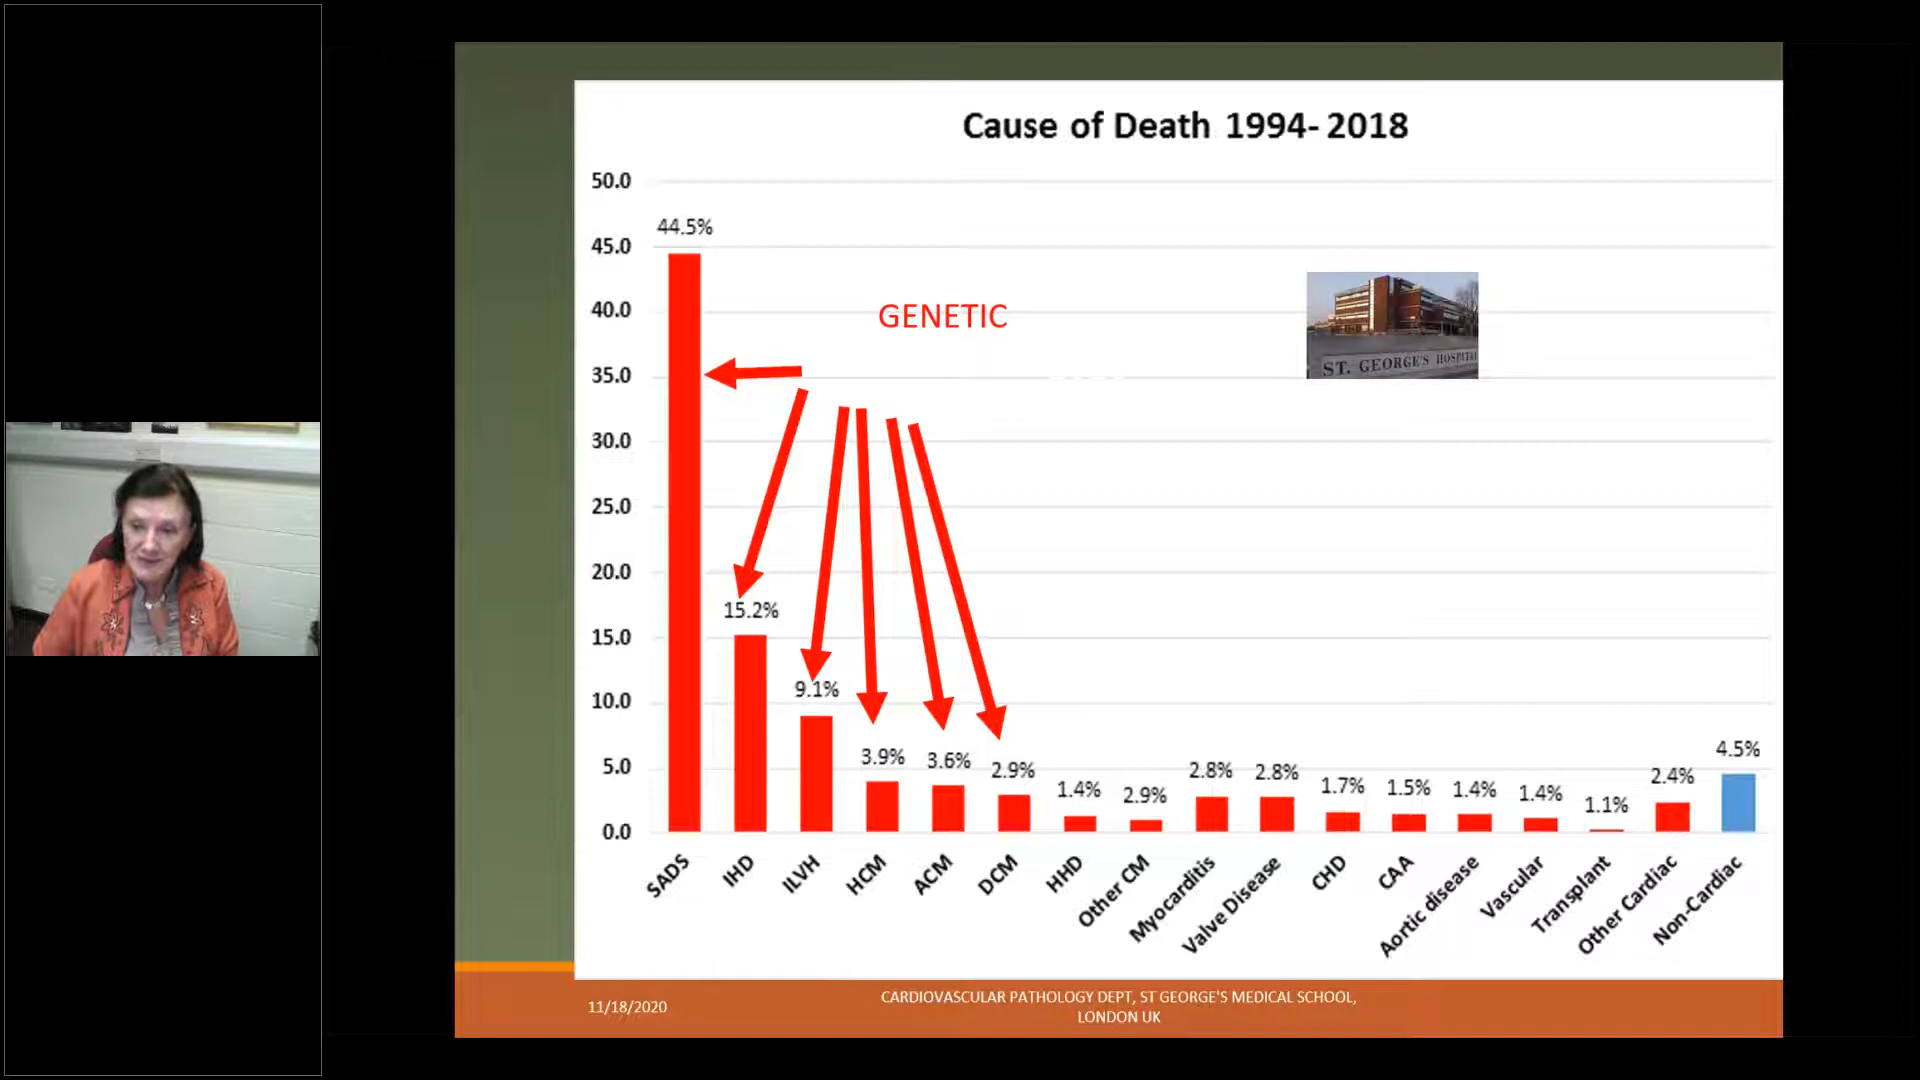 Cause of Death 1994- 2018
50.0
45.0
40.0
35.0
30.0
25.0
20.0
15.0
10.0
5.0
0.0
44.5%
15.2%
9.1%
3.9%
3.6%
2.9%
1.4%
2.9%
2.8%
2.8%
1.7%
1.5%
1.4%
1.4%
1.1%
2.4%
4.5%
GENETIC
ST. GEORGE'S HOSPITAL
SADS
IHD
ILVH
HCM
ACM
DCM
HHD
Other CM
Myocarditis
Valve Disease
CHD
CAA
Aortic disease
Vascular
Transplant
Other Cardiac
Non-Cardiac
11/18/2020
CARDIOVASCULAR PATHOLOGY DEPT, ST GEORGE'S MEDICAL SCHOOL,
LONDON UK